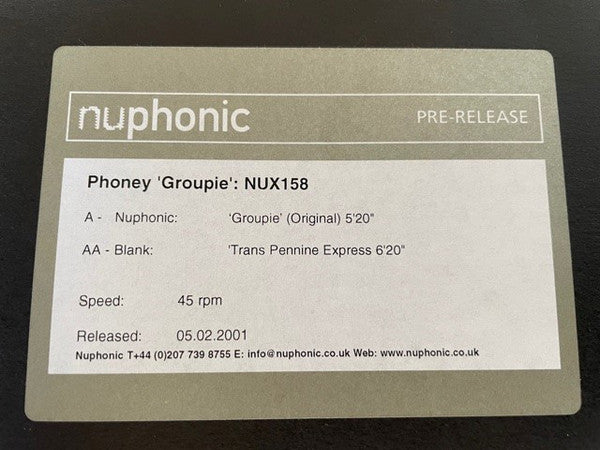 nuphonic PRE-RELEASE
Phoney 'Groupie': NUX158
A - Nuphonic: 'Groupie' (Original) 5'20"
AA - Blank: 'Trans Pennine Express 6'20"
Speed: 45 rpm
Released: 05.02.2001
Nuphonic T+44 (0)207 739 8755 E: info@nuphonic.co.uk Web: www.nuphonic.co.uk